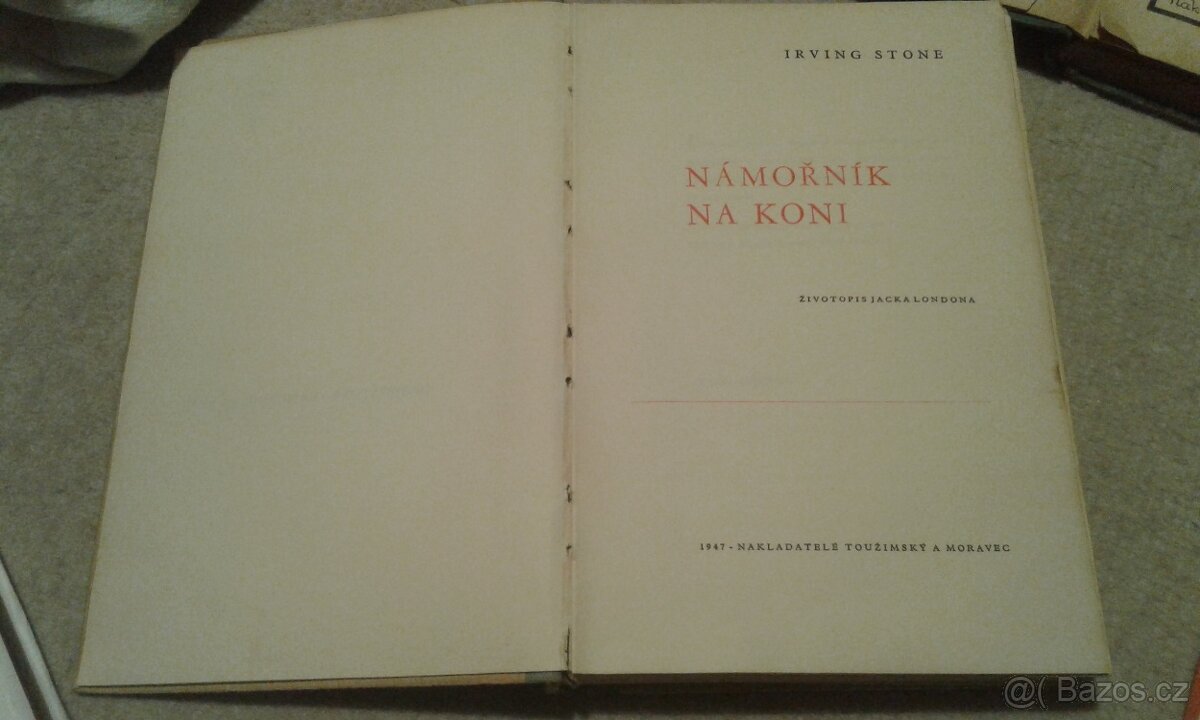 IRVING STONE
NÁMOŘNÍK
NA KONI
ŽIVOTOPIS JACKA LONDONA
1947 - NAKLADATELÉ TOUŽIMSKÝ A MORAVEC
@( Bazos.cz